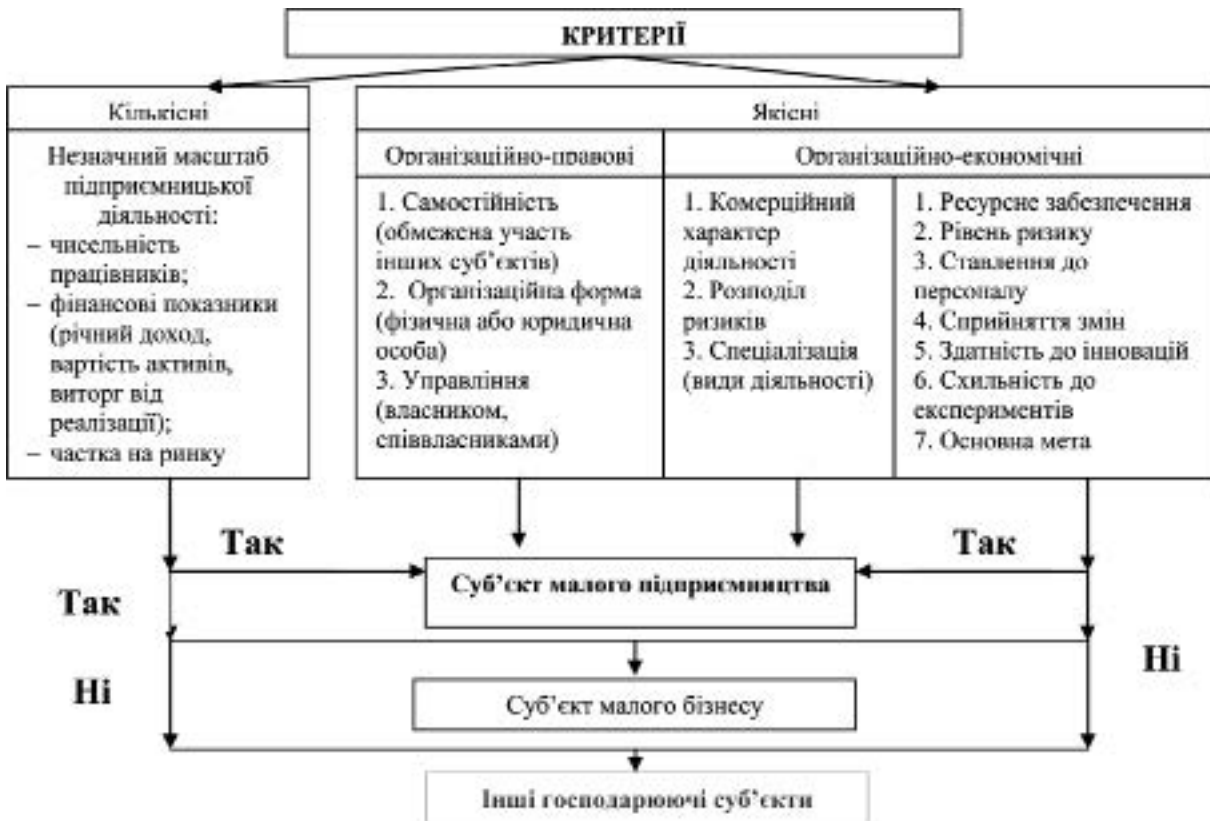 КРИТЕРІЇ
Кількісні
Незначний масштаб
підприємницької
діяльності:
– чисельність
працівників;
– фінансові показники
(річний доход,
вартість активів,
виторг від
реалізації);
– частка на ринку
Якісні
Організаційно-правові
1. Самостійність
(обмежена участь
інших суб’єктів)
2. Організаційна форма
(фізична або юридична
особа)
3. Управління
(власником,
співвласниками)
Організаційно-економічні
1. Комерційний
характер
діяльності
2. Розподіл
ризиків
3. Спеціалізація
(види діяльності)
1. Ресурсне забезпечення
2. Рівень ризику
3. Ставлення до
персоналу
4. Сприйняття змін
5. Здатність до інновацій
6. Схильність до
експериментів
7. Основна мета
Так
Так
Суб’єкт малого підприємництва
Так
Ні
Ні
Суб’єкт малого бізнесу
Інші господарюючі суб’єкти